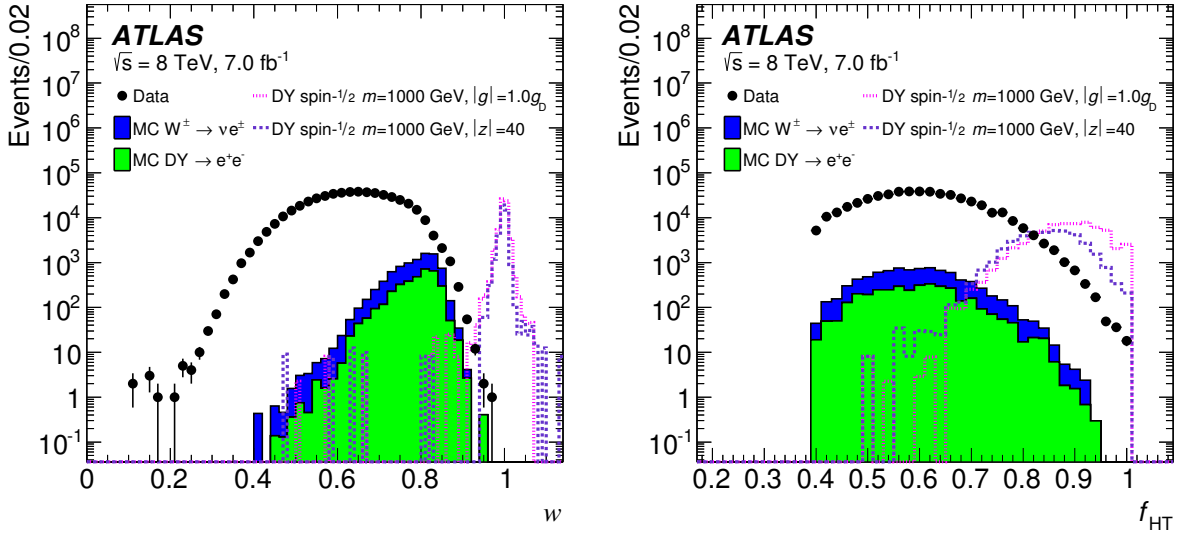 Events/0.02
10⁸
10⁷
10⁶
10⁵
10⁴
10³
10²
10
1
10⁻¹
ATLAS
√s = 8 TeV, 7.0 fb⁻¹
Data
MC W± → νe±
MC DY → e⁺e⁻
DY spin-1/2 m=1000 GeV, |g|=1.0g_D
DY spin-1/2 m=1000 GeV, |z|=40
0 0.2 0.4 0.6 0.8 1
w
Events/0.02
10⁸
10⁷
10⁶
10⁵
10⁴
10³
10²
10
1
10⁻¹
ATLAS
√s = 8 TeV, 7.0 fb⁻¹
Data
MC W± → νe±
MC DY → e⁺e⁻
DY spin-1/2 m=1000 GeV, |g|=1.0g_D
DY spin-1/2 m=1000 GeV, |z|=40
0.2 0.3 0.4 0.5 0.6 0.7 0.8 0.9 1
f_HT